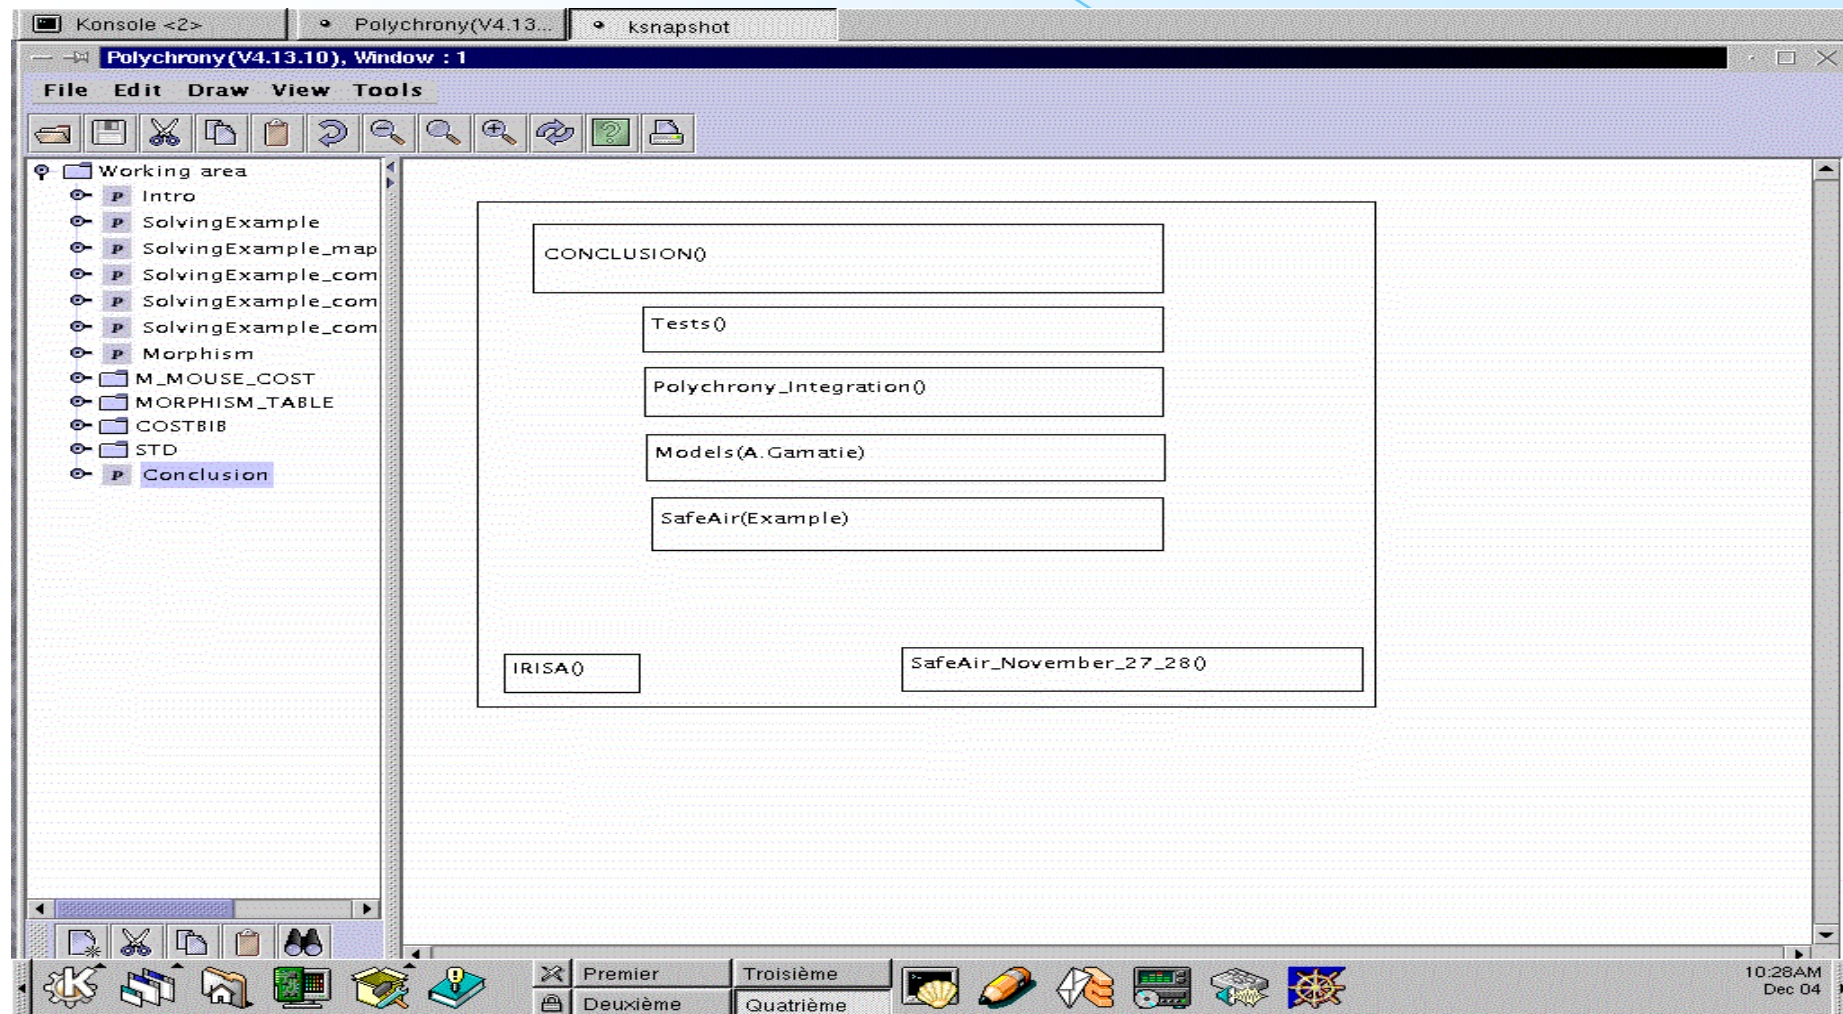 Konsole <2>
Polychrony(V4.13...
ksnapshot
Polychrony(V4.13.10), Window : 1
File Edit Draw View Tools
Working area
P Intro
P SolvingExample
P SolvingExample_map
P SolvingExample_com
P SolvingExample_com
P SolvingExample_com
P Morphism
M_MOUSE_COST
MORPHISM_TABLE
COSTBIB
STD
P Conclusion
CONCLUSION()
Tests()
Polychrony_Integration()
Models(A.Gamatie)
SafeAir(Example)
IRISA()
SafeAir_November_27_28()
Premier
Troisième
Deuxième
Quatrième
10:28AM
Dec 04